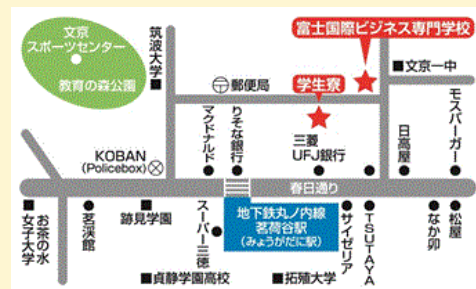 文京
スポーツセンター
教育の森公園
筑波大学
富士国際ビジネス専門学校
文京一中
〒郵便局
学生寮
マクドナルド
りそな銀行
三菱
UFJ銀行
日高屋
モスバーガー
KOBAN
(Policebox)
春日通り
お茶の水
女子大学
茗渓館
跡見学園
スーパー三徳
地下鉄丸ノ内線
茗荷谷駅
(みょうがだに駅)
サイゼリア
TSUTAYA
なか卯
松屋
貞静学園高校
拓殖大学